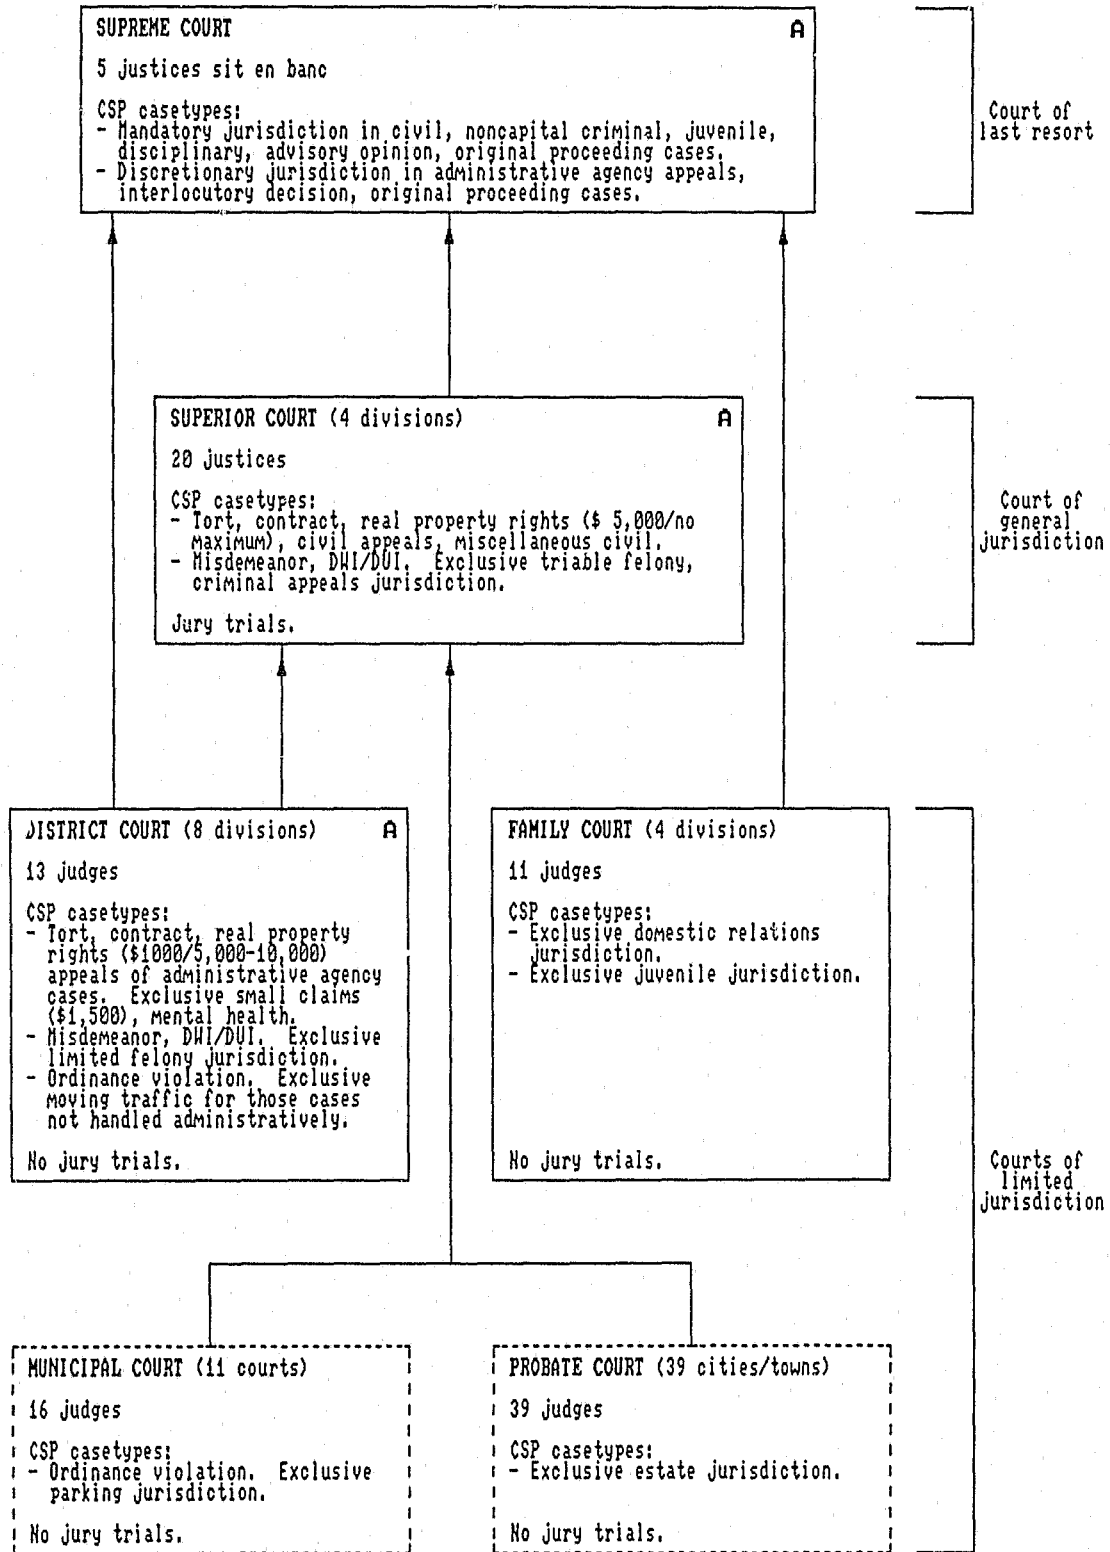 SUPREME COURT A
5 justices sit en banc
CSP casetypes:
- Mandatory jurisdiction in civil, noncapital criminal, juvenile,
disciplinary, advisory opinion, original proceeding cases.
- Discretionary jurisdiction in administrative agency appeals,
interlocutory decision, original proceeding cases.
Court of
last resort
SUPERIOR COURT (4 divisions) A
20 justices
CSP casetypes:
- Tort, contract, real property rights ($ 5,000/no
maximum), civil appeals, miscellaneous civil.
- Misdemeanor, DWI/DUI. Exclusive triable felony,
criminal appeals jurisdiction.
Jury trials.
Court of
general
jurisdiction
DISTRICT COURT (8 divisions) A
13 judges
CSP casetypes:
- Tort, contract, real property
rights ($1000/5,000-10,000)
appeals of administrative agency
cases. Exclusive small claims
($1,500), mental health.
- Misdemeanor, DWI/DUI. Exclusive
limited felony jurisdiction.
- Ordinance violation. Exclusive
moving traffic for those cases
not handled administratively.
No jury trials.
FAMILY COURT (4 divisions)
11 judges
CSP casetypes:
- Exclusive domestic relations
jurisdiction.
- Exclusive juvenile jurisdiction.
No jury trials.
Courts of
limited
jurisdiction
MUNICIPAL COURT (11 courts)
16 judges
CSP casetypes:
- Ordinance violation. Exclusive
parking jurisdiction.
No jury trials.
PROBATE COURT (39 cities/towns)
39 judges
CSP casetypes:
- Exclusive estate jurisdiction.
No jury trials.